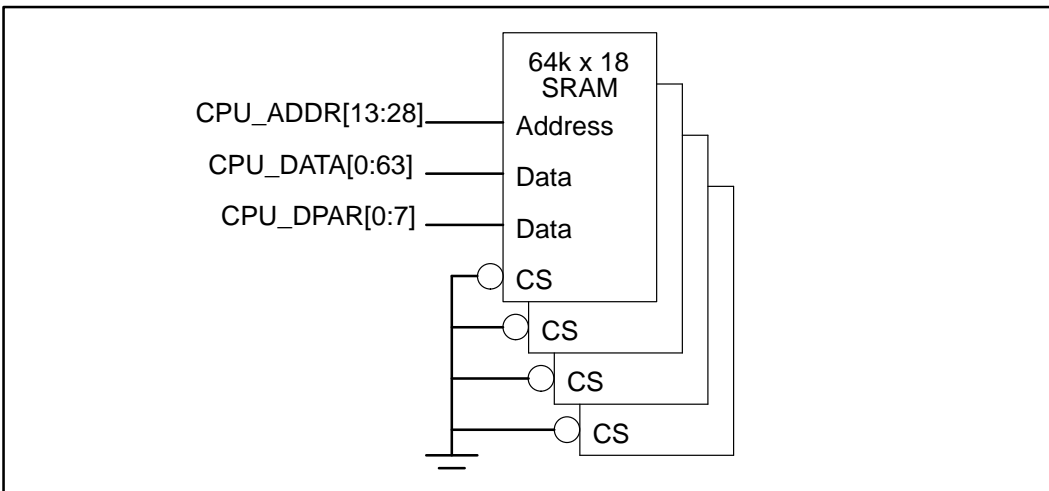 64k x 18
SRAM
CPU_ADDR[13:28]
Address
CPU_DATA[0:63]
Data
CPU_DPAR[0:7]
Data
CS
CS
CS
CS